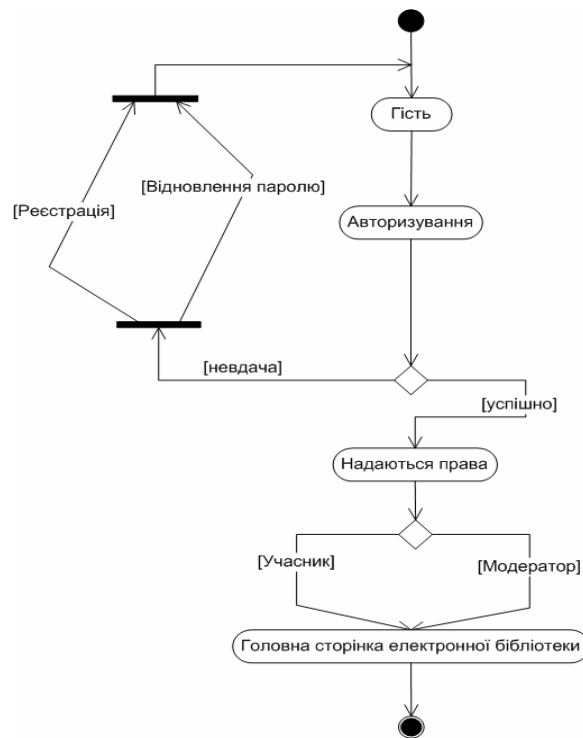 Гість
[Відновлення паролю]
[Реєстрація]
Авторизування
[невдача]
[успішно]
Надаються права
[Учасник]
[Модератор]
Головна сторінка електронної бібліотеки